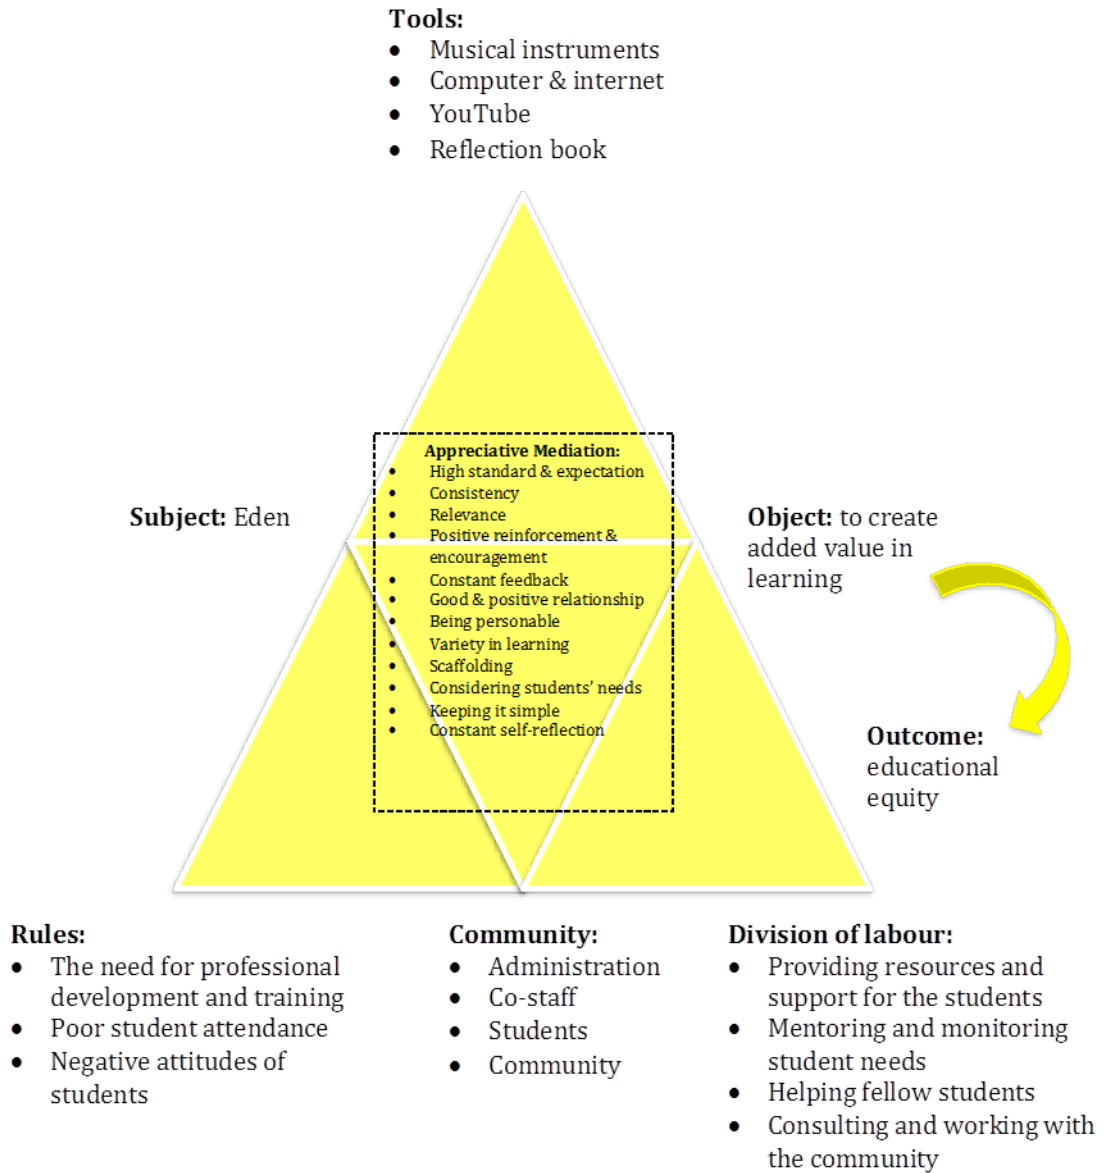 Tools:
• Musical instruments
• Computer & internet
• YouTube
• Reflection book
Appreciative Mediation:
• High standard & expectation
• Consistency
• Relevance
• Positive reinforcement &
encouragement
• Constant feedback
• Good & positive relationship
• Being personable
• Variety in learning
• Scaffolding
• Considering students’ needs
• Keeping it simple
• Constant self-reflection
Subject: Eden
Object: to create
added value in
learning
Outcome:
educational
equity
Rules:
• The need for professional
development and training
• Poor student attendance
• Negative attitudes of
students
Community:
• Administration
• Co-staff
• Students
• Community
Division of labour:
• Providing resources and
support for the students
• Mentoring and monitoring
student needs
• Helping fellow students
• Consulting and working with
the community